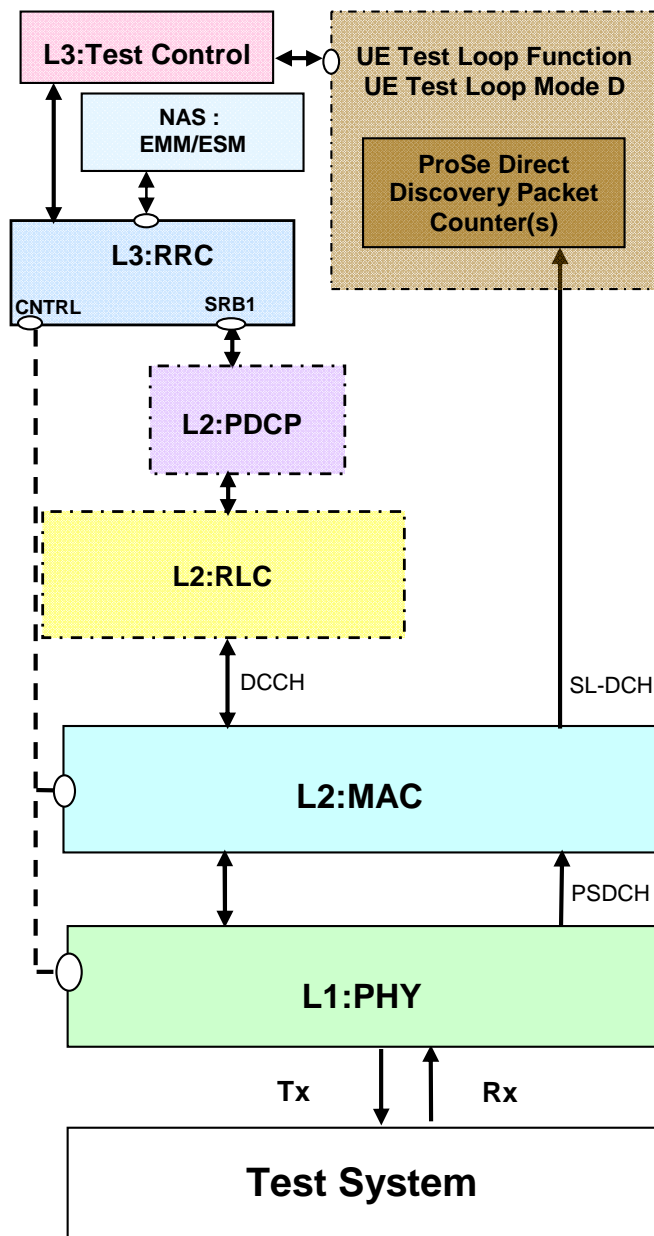 L3:Test Control
UE Test Loop Function
UE Test Loop Mode D
NAS :
EMM/ESM
ProSe Direct
Discovery Packet
Counter(s)
L3:RRC
CNTRL
SRB1
L2:PDCP
L2:RLC
DCCH
SL-DCH
L2:MAC
PSDCH
L1:PHY
Tx
Rx
Test System